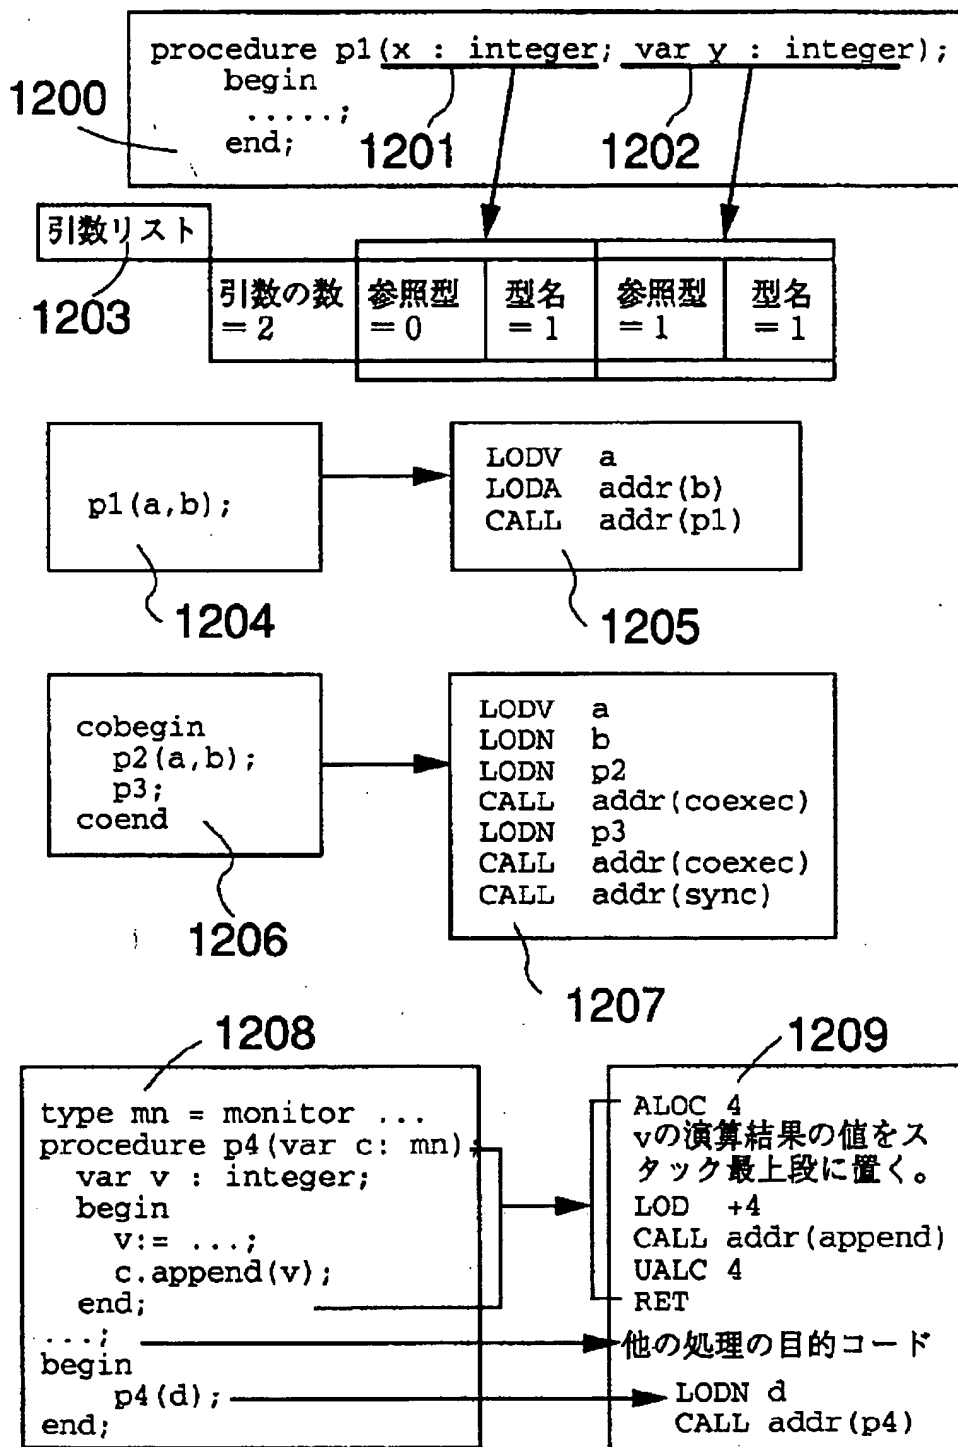 procedure p1(x : integer; var y : integer);
begin
.....;
end;
1200
1201
1202
引数リスト
1203
引数の数
=2
参照型
=0
型名
=1
参照型
=1
型名
=1
p1(a,b);
1204
LODV a
LODA addr(b)
CALL addr(p1)
1205
cobegin
p2(a,b);
p3;
coend
1206
LODV a
LODN b
LODN p2
CALL addr(coexec)
LODN p3
CALL addr(coexec)
CALL addr(sync)
1207
1208
type mn = monitor ...
procedure p4(var c: mn);
var v : integer;
begin
v:= ...;
c.append(v);
end;
...;
begin
p4(d);
end;
1209
ALOC 4
vの演算結果の値をス
タック最上段に置く。
LOD +4
CALL addr(append)
UALC 4
RET
他の処理の目的コード
LODN d
CALL addr(p4)